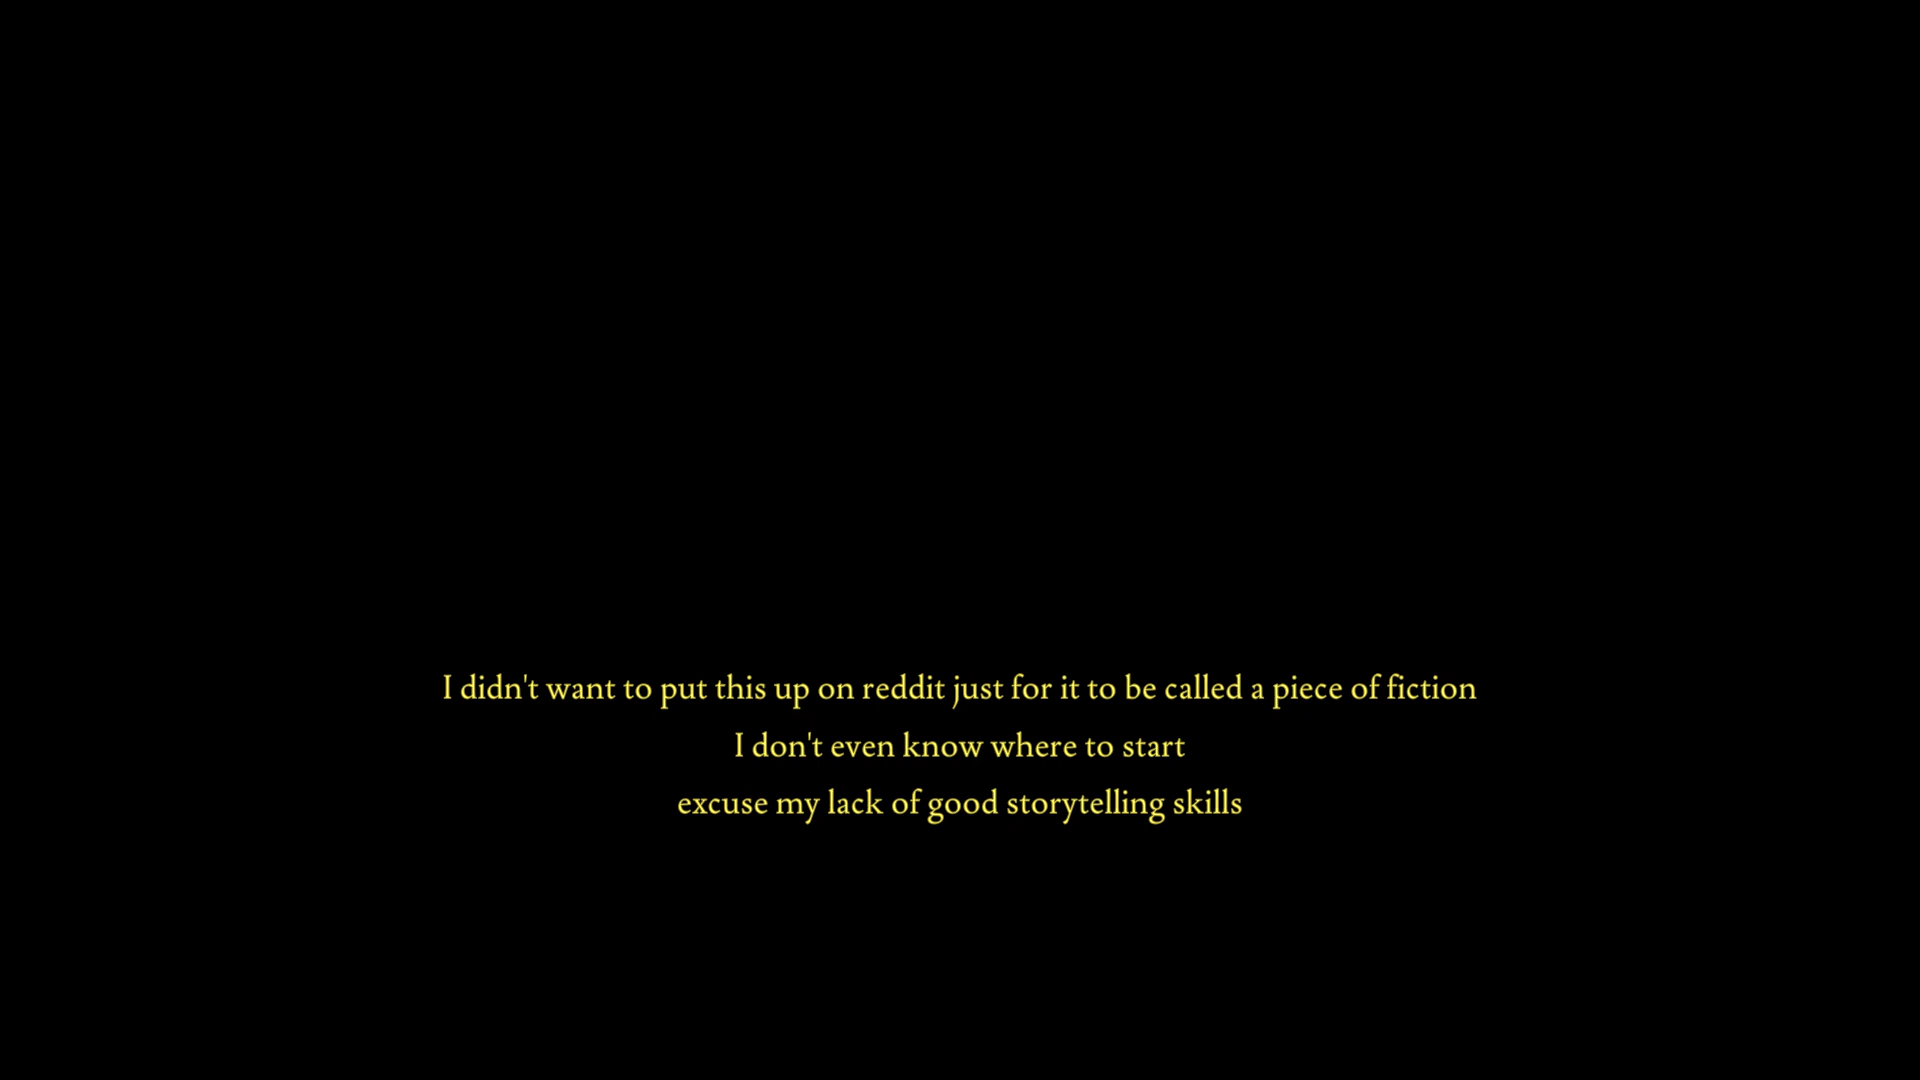 I didn't want to put this up on reddit just for it to be called a piece of fiction
I don't even know where to start
excuse my lack of good storytelling skills